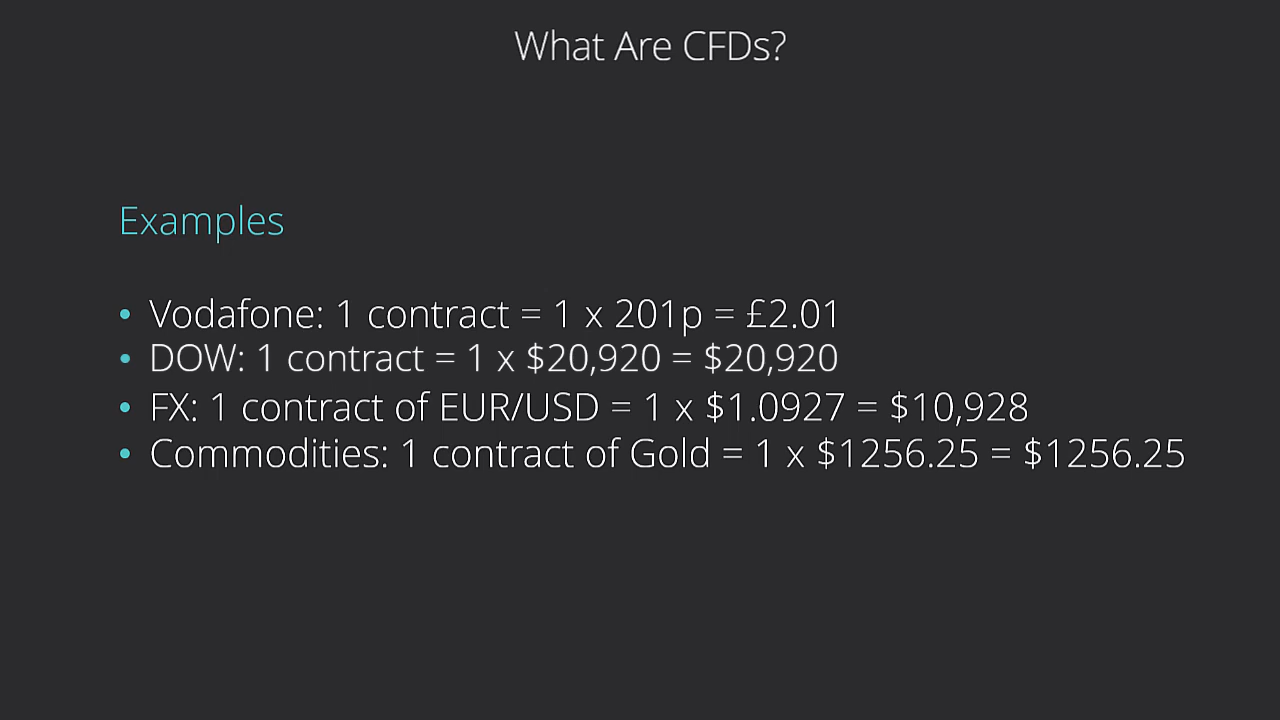 What Are CFDs?
Examples
• Vodafone: 1 contract = 1 x 201p = £2.01
• DOW: 1 contract = 1 x $20,920 = $20,920
• FX: 1 contract of EUR/USD = 1 x $1.0927 = $10,928
• Commodities: 1 contract of Gold = 1 x $1256.25 = $1256.25